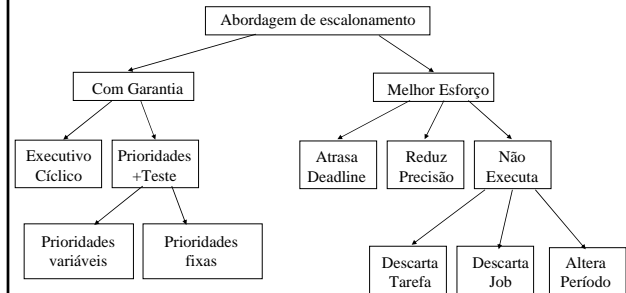 Abordagem de escalonamento
Com Garantia
Melhor Esforço
Executivo
Cíclico
Prioridades
+Teste
Atrasa
Deadline
Reduz
Precisão
Não
Executa
Prioridades
variáveis
Prioridades
fixas
Descarta
Tarefa
Descarta
Job
Altera
Período